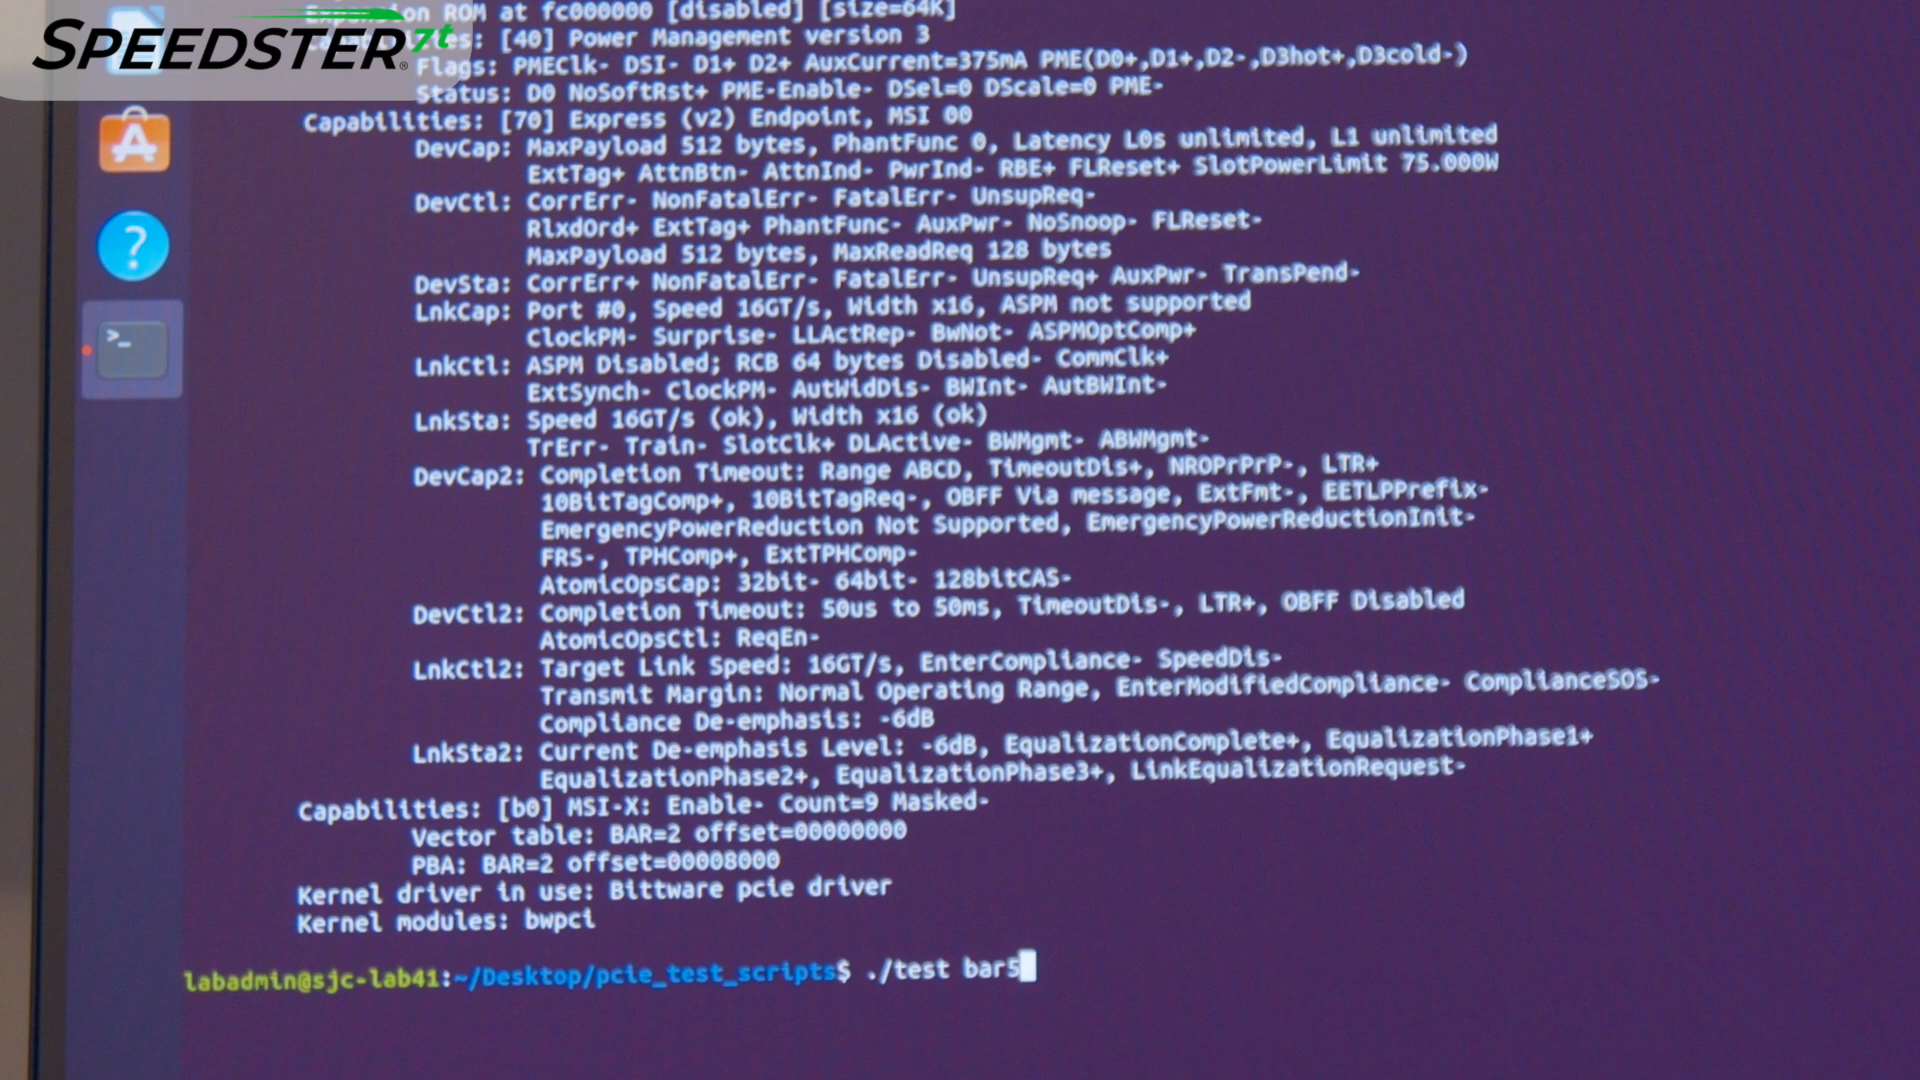 SPEEDSTER®7t
Expansion ROM at fc000000 [disabled] [size=64K]
es: [40] Power Management version 3
Flags: PMEClk- DSI- D1+ D2+ AuxCurrent=375mA PME(D0+,D1+,D2-,D3hot+,D3cold-)
Status: D0 NoSoftRst+ PME-Enable- DSel=0 DScale=0 PME-
Capabilities: [70] Express (v2) Endpoint, MSI 00
DevCap: MaxPayload 512 bytes, PhantFunc 0, Latency L0s unlimited, L1 unlimited
ExtTag+ AttnBtn- AttnInd- PwrInd- RBE+ FLReset+ SlotPowerLimit 75.000W
DevCtl: CorrErr- NonFatalErr- FatalErr- UnsupReq-
RlxdOrd+ ExtTag+ PhantFunc- AuxPwr- NoSnoop- FLReset-
MaxPayload 512 bytes, MaxReadReq 128 bytes
DevSta: CorrErr+ NonFatalErr- FatalErr- UnsupReq+ AuxPwr- TransPend-
LnkCap: Port #0, Speed 16GT/s, Width x16, ASPM not supported
ClockPM- Surprise- LLActRep- BwNot- ASPMOptComp+
LnkCtl: ASPM Disabled; RCB 64 bytes Disabled- CommClk+
ExtSynch- ClockPM- AutWidDis- BWInt- AutBWInt-
LnkSta: Speed 16GT/s (ok), Width x16 (ok)
TrErr- Train- SlotClk+ DLActive- BWMgmt- ABWMgmt-
DevCap2: Completion Timeout: Range ABCD, TimeoutDis+, NROPrPrP-, LTR+
10BitTagComp+, 10BitTagReq-, OBFF Via message, ExtFmt-, EETLPPrefix-
EmergencyPowerReduction Not Supported, EmergencyPowerReductionInit-
FRS-, TPHComp+, ExtTPHComp-
AtomicOpsCap: 32bit- 64bit- 128bitCAS-
DevCtl2: Completion Timeout: 50us to 50ms, TimeoutDis-, LTR+, OBFF Disabled
AtomicOpsCtl: ReqEn-
LnkCtl2: Target Link Speed: 16GT/s, EnterCompliance- SpeedDis-
Transmit Margin: Normal Operating Range, EnterModifiedCompliance- ComplianceSOS-
Compliance De-emphasis: -6dB
LnkSta2: Current De-emphasis Level: -6dB, EqualizationComplete+, EqualizationPhase1+
EqualizationPhase2+, EqualizationPhase3+, LinkEqualizationRequest-
Capabilities: [b0] MSI-X: Enable- Count=9 Masked-
Vector table: BAR=2 offset=00000000
PBA: BAR=2 offset=00008000
Kernel driver in use: Bittware pcie driver
Kernel modules: bwpci
labadmin@sjc-lab41:~/Desktop/pcie_test_scripts$ ./test bar5